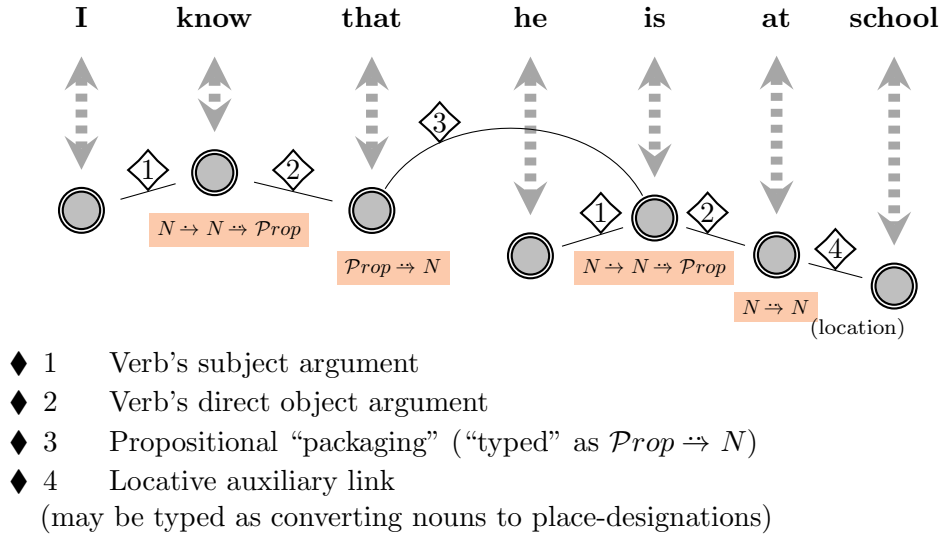 I know that he is at school
3
1 2 1 2 4
N ⇢ N ⇢ Prop
Prop ⇢ N
N ⇢ N ⇢ Prop
N ⇢ N
(location)
♦ 1 Verb's subject argument
♦ 2 Verb's direct object argument
♦ 3 Propositional “packaging” (“typed” as Prop ⇢ N)
♦ 4 Locative auxiliary link
(may be typed as converting nouns to place-designations)